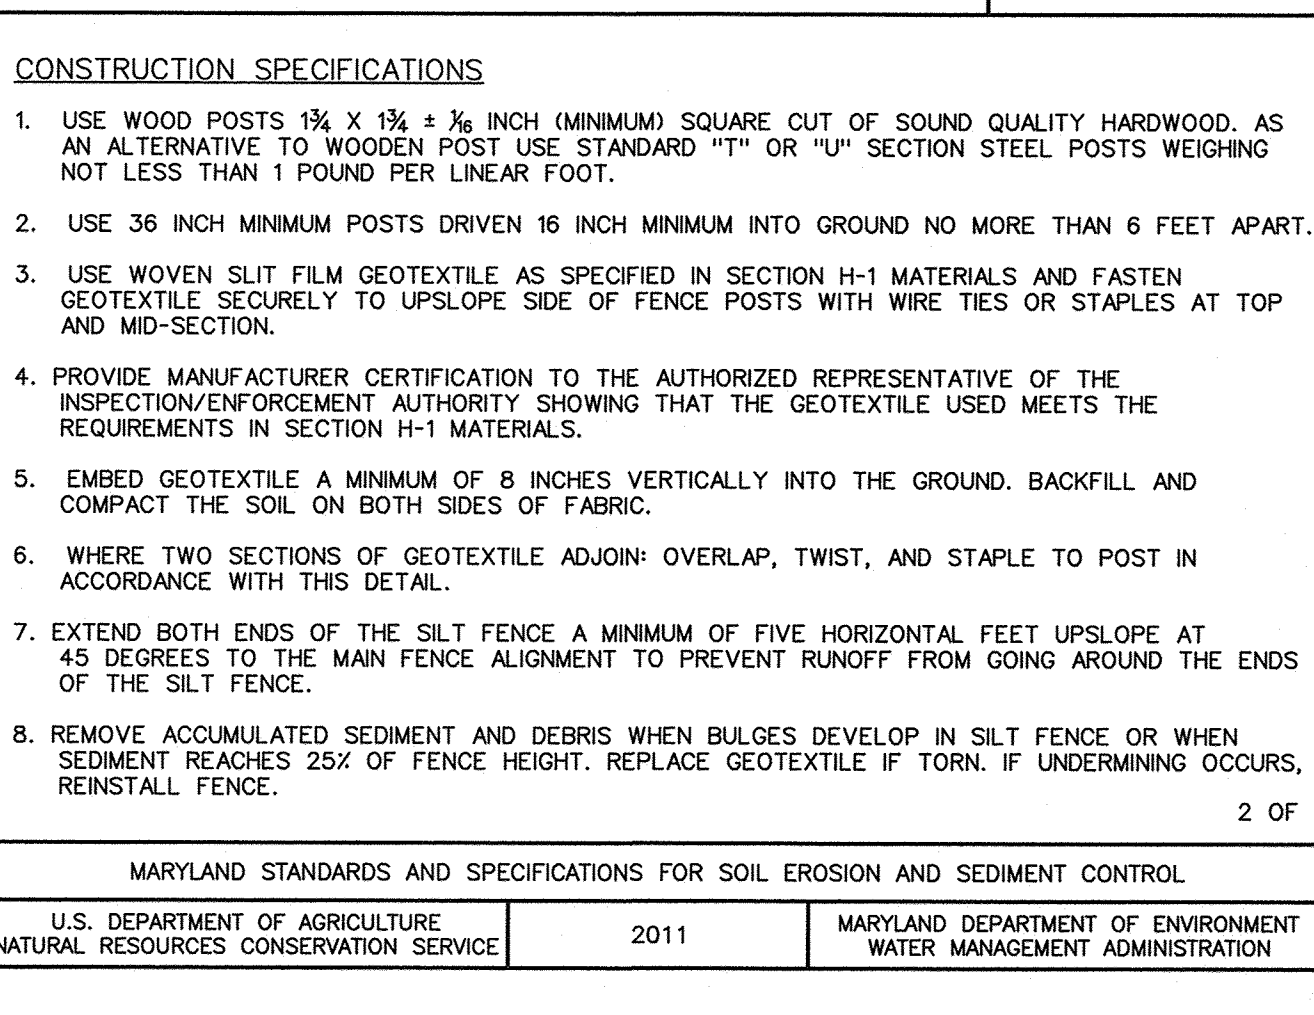 CONSTRUCTION SPECIFICATIONS
1. USE WOOD POSTS 1¾ X 1¾ ± 1⁄16 INCH (MINIMUM) SQUARE CUT OF SOUND QUALITY HARDWOOD. AS
AN ALTERNATIVE TO WOODEN POST USE STANDARD "T" OR "U" SECTION STEEL POSTS WEIGHING
NOT LESS THAN 1 POUND PER LINEAR FOOT.
2. USE 36 INCH MINIMUM POSTS DRIVEN 16 INCH MINIMUM INTO GROUND NO MORE THAN 6 FEET APART.
3. USE WOVEN SLIT FILM GEOTEXTILE AS SPECIFIED IN SECTION H-1 MATERIALS AND FASTEN
GEOTEXTILE SECURELY TO UPSLOPE SIDE OF FENCE POSTS WITH WIRE TIES OR STAPLES AT TOP
AND MID-SECTION.
4. PROVIDE MANUFACTURER CERTIFICATION TO THE AUTHORIZED REPRESENTATIVE OF THE
INSPECTION/ENFORCEMENT AUTHORITY SHOWING THAT THE GEOTEXTILE USED MEETS THE
REQUIREMENTS IN SECTION H-1 MATERIALS.
5. EMBED GEOTEXTILE A MINIMUM OF 8 INCHES VERTICALLY INTO THE GROUND. BACKFILL AND
COMPACT THE SOIL ON BOTH SIDES OF FABRIC.
6. WHERE TWO SECTIONS OF GEOTEXTILE ADJOIN: OVERLAP, TWIST, AND STAPLE TO POST IN
ACCORDANCE WITH THIS DETAIL.
7. EXTEND BOTH ENDS OF THE SILT FENCE A MINIMUM OF FIVE HORIZONTAL FEET UPSLOPE AT
45 DEGREES TO THE MAIN FENCE ALIGNMENT TO PREVENT RUNOFF FROM GOING AROUND THE ENDS
OF THE SILT FENCE.
8. REMOVE ACCUMULATED SEDIMENT AND DEBRIS WHEN BULGES DEVELOP IN SILT FENCE OR WHEN
SEDIMENT REACHES 25% OF FENCE HEIGHT. REPLACE GEOTEXTILE IF TORN. IF UNDERMINING OCCURS,
REINSTALL FENCE.
2 OF
MARYLAND STANDARDS AND SPECIFICATIONS FOR SOIL EROSION AND SEDIMENT CONTROL
U.S. DEPARTMENT OF AGRICULTURE
NATURAL RESOURCES CONSERVATION SERVICE
2011
MARYLAND DEPARTMENT OF ENVIRONMENT
WATER MANAGEMENT ADMINISTRATION